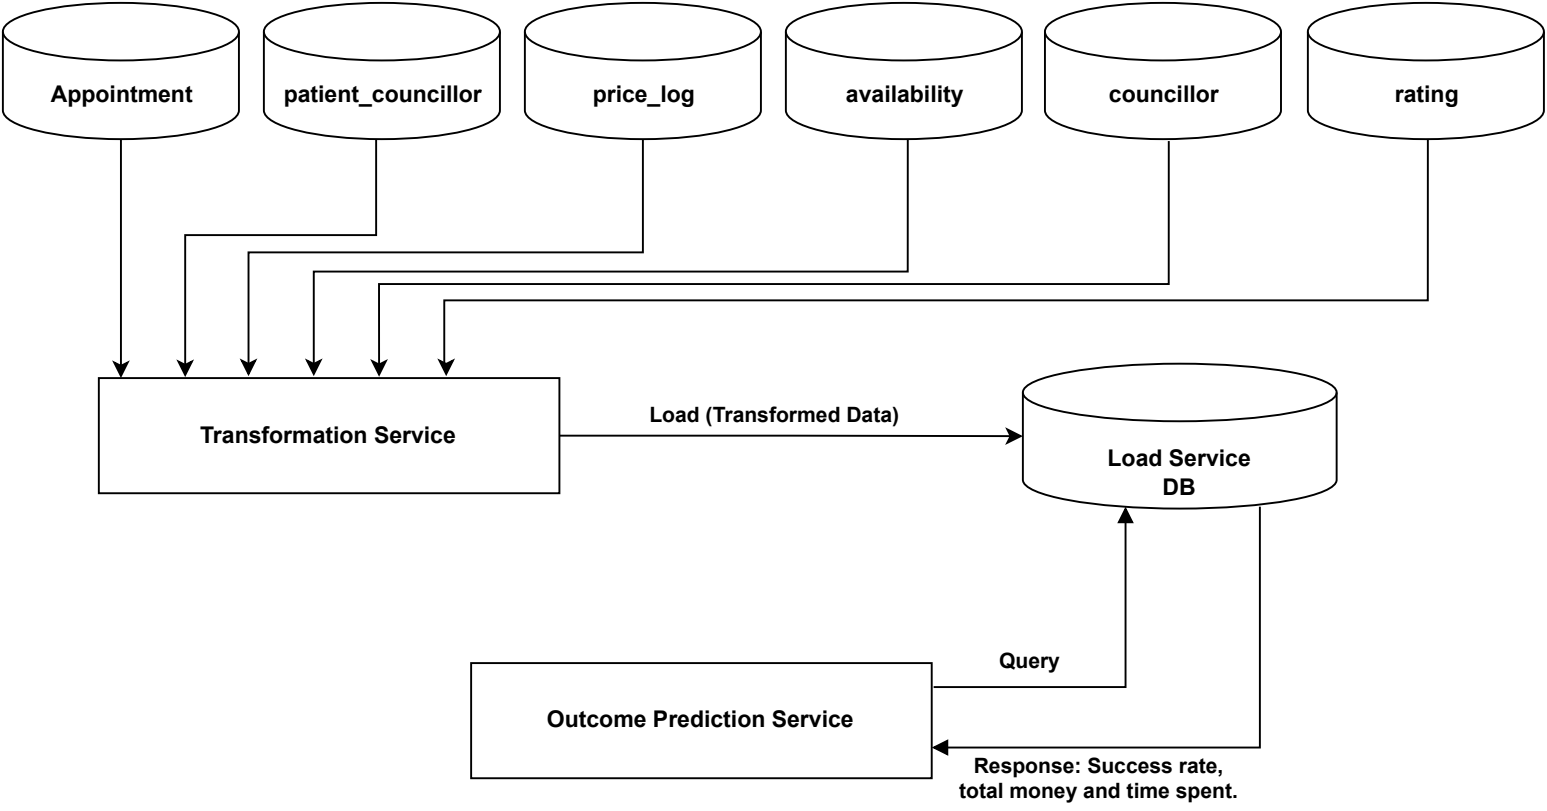 Appointment
patient_councillor
price_log
availability
councillor
rating
Transformation Service
Load (Transformed Data)
Load Service
DB
Query
Outcome Prediction Service
Response: Success rate,
total money and time spent.